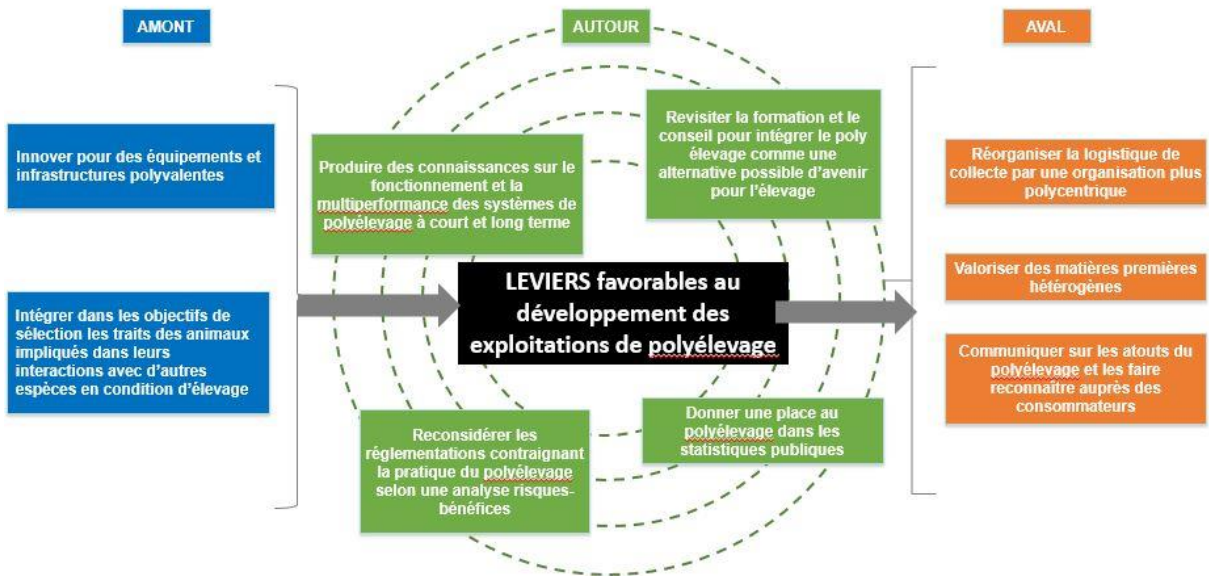 AMONT
AUTOUR
AVAL
Innover pour des équipements et
infrastructures polyvalentes
Intégrer dans les objectifs de
sélection les traits des animaux
impliqués dans leurs
interactions avec d'autres
espèces en condition d'élevage
Produire des connaissances sur le
fonctionnement et la
multiperformance des systèmes de
polyélevage à court et long terme
Revisiter la formation et le
conseil pour intégrer le poly
élevage comme une
alternative possible d'avenir
pour l'élevage
LEVIERS favorables au
développement des
exploitations de polyélevage
Reconsidérer les
réglementations contraignant
la pratique du polyélevage
selon une analyse risques-
bénéfices
Donner une place au
polyélevage dans les
statistiques publiques
Réorganiser la logistique de
collecte par une organisation plus
polycentrique
Valoriser des matières premières
hétérogènes
Communiquer sur les atouts du
polyélevage et les faire
reconnaître auprès des
consommateurs